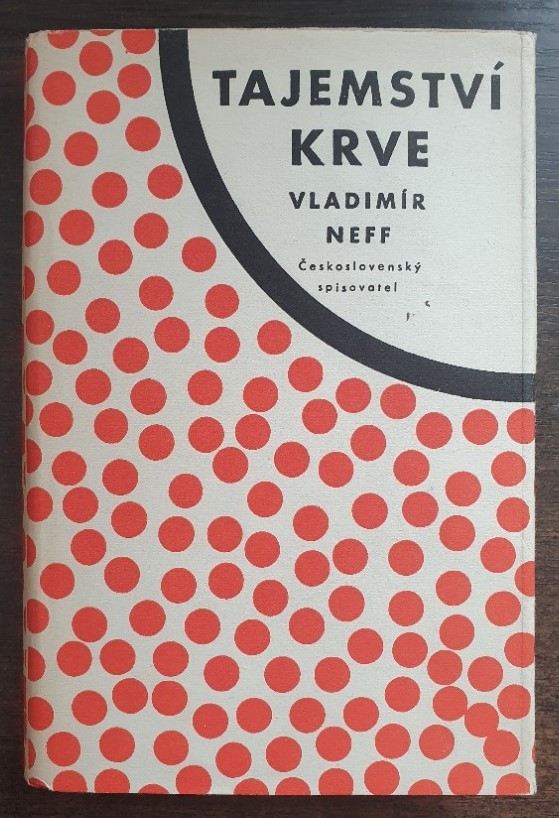 TAJEMSTVÍ
KRVE
VLADIMÍR
NEFF
Československý
spisovatel